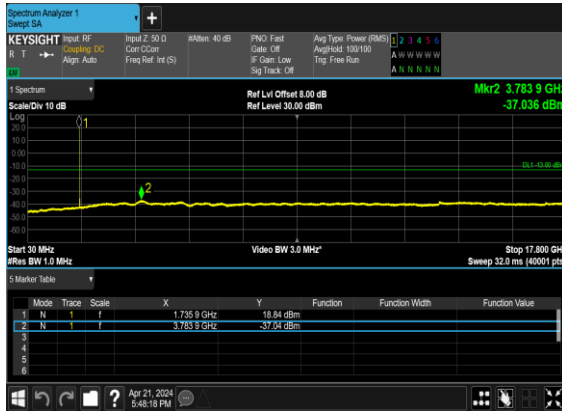 Spectrum Analyzer 1
Swept SA
+
KEYSIGHT
R T
LXI
Input: RF
Coupling: DC
Align: Auto
Input Z: 50 Ω
Corr CCorr
Freq Ref: Int (S)
#Atten: 40 dB
PNO: Fast
Gate: Off
IF Gain: Low
Sig Track: Off
Avg Type: Power (RMS)
Avg|Hold: 100/100
Trig: Free Run
1 2 3 4 5 6
A W W W W W
A N N N N N
1 Spectrum
Scale/Div 10 dB
Ref Lvl Offset 8.00 dB
Ref Level 30.00 dBm
Mkr2 3.783 9 GHz
-37.036 dBm
Log
1
20.0
10.0
0.00
-10.0
DL1 -13.00 dBm
-20.0
-30.0
2
-40.0
-50.0
-60.0
Start 30 MHz
Video BW 3.0 MHz*
Stop 17.800 GHz
#Res BW 1.0 MHz
Sweep 32.0 ms (40001 pts)
5 Marker Table
Mode Trace Scale X Y Function Function Width Function Value
1 N 1 f 1.735 9 GHz 18.84 dBm
2 N 1 f 3.783 9 GHz -37.04 dBm
3
4
5
6
?
Apr 21, 2024
5:48:18 PM